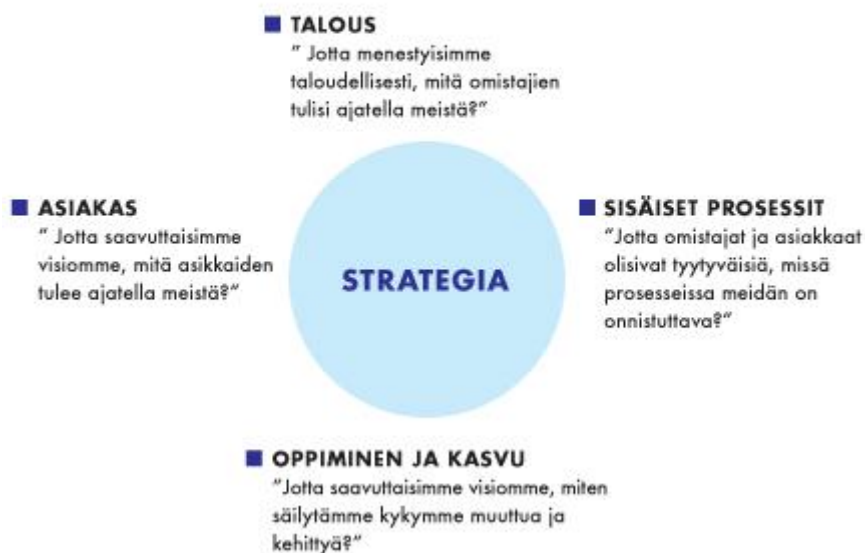 TALOUS
" Jotta menestyisimme
taloudellisesti, mitä omistajien
tulisi ajatella meistä?"
ASIAKAS
" Jotta saavuttaisimme
visiomme, mitä asikkaiden
tulee ajatella meistä?"
STRATEGIA
SISÄISET PROSESSIT
"Jotta omistajat ja asiakkaat
olisivat tyytyväisiä, missä
prosesseissa meidän on
onnistuttava?"
OPPIMINEN JA KASVU
"Jotta saavuttaisimme visiomme, miten
säilytämme kykymme muuttua ja
kehittyä?"